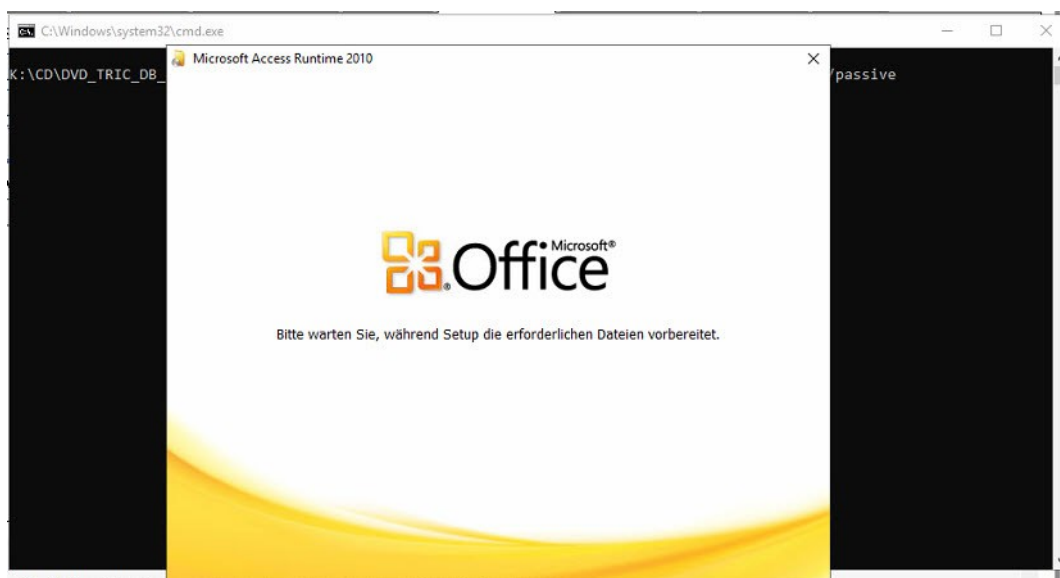 C:\Windows\system32\cmd.exe
Microsoft Access Runtime 2010
K:\CD\DVD_TRIC_DB_
/passive
Microsoft®
Office
Bitte warten Sie, während Setup die erforderlichen Dateien vorbereitet.